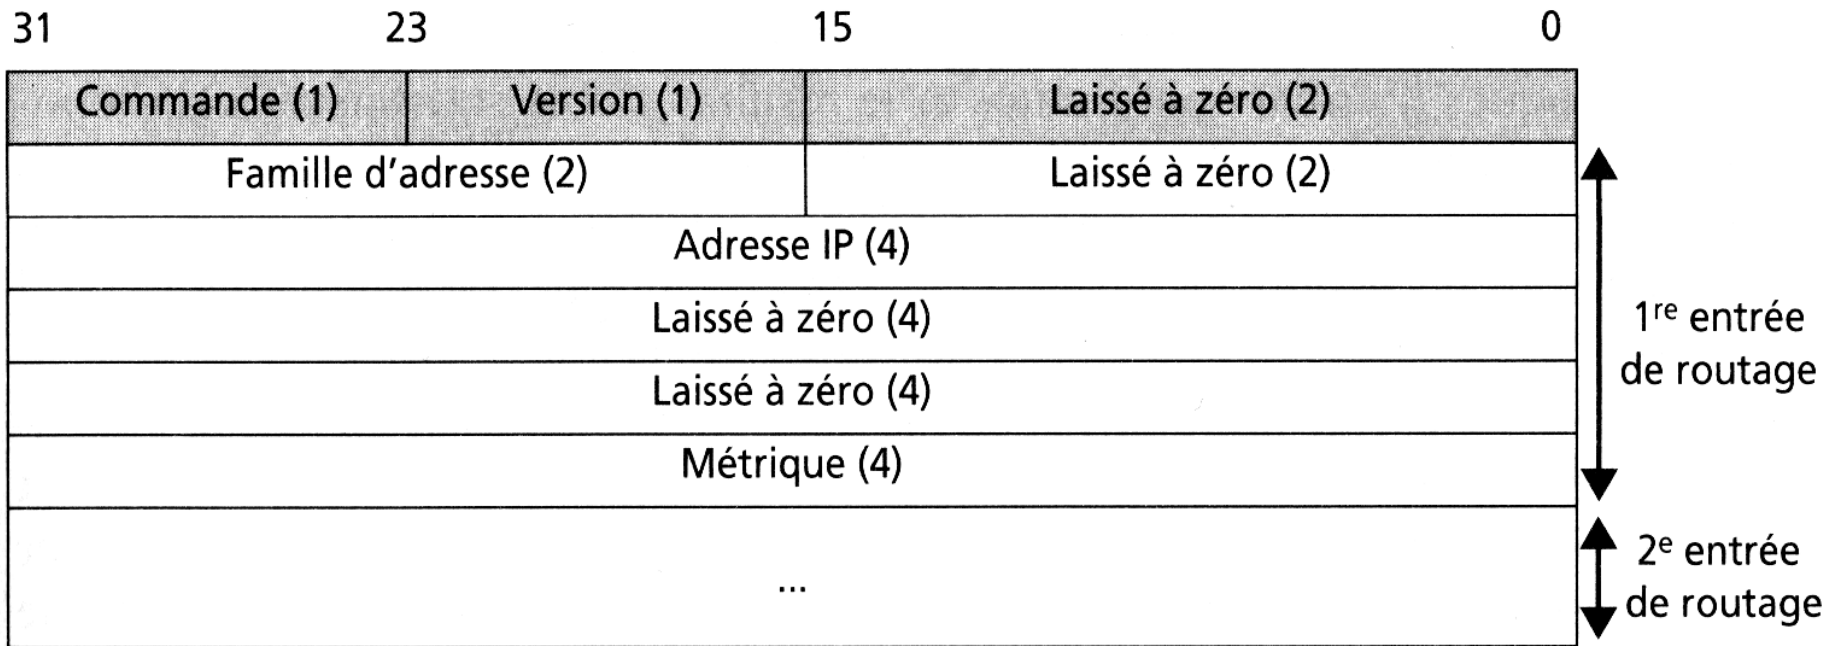 31 23 15 0
Commande (1) Version (1) Laissé à zéro (2)
Famille d'adresse (2) Laissé à zéro (2)
Adresse IP (4)
Laissé à zéro (4)
Laissé à zéro (4)
Métrique (4)
...
1re entrée
de routage
2e entrée
de routage